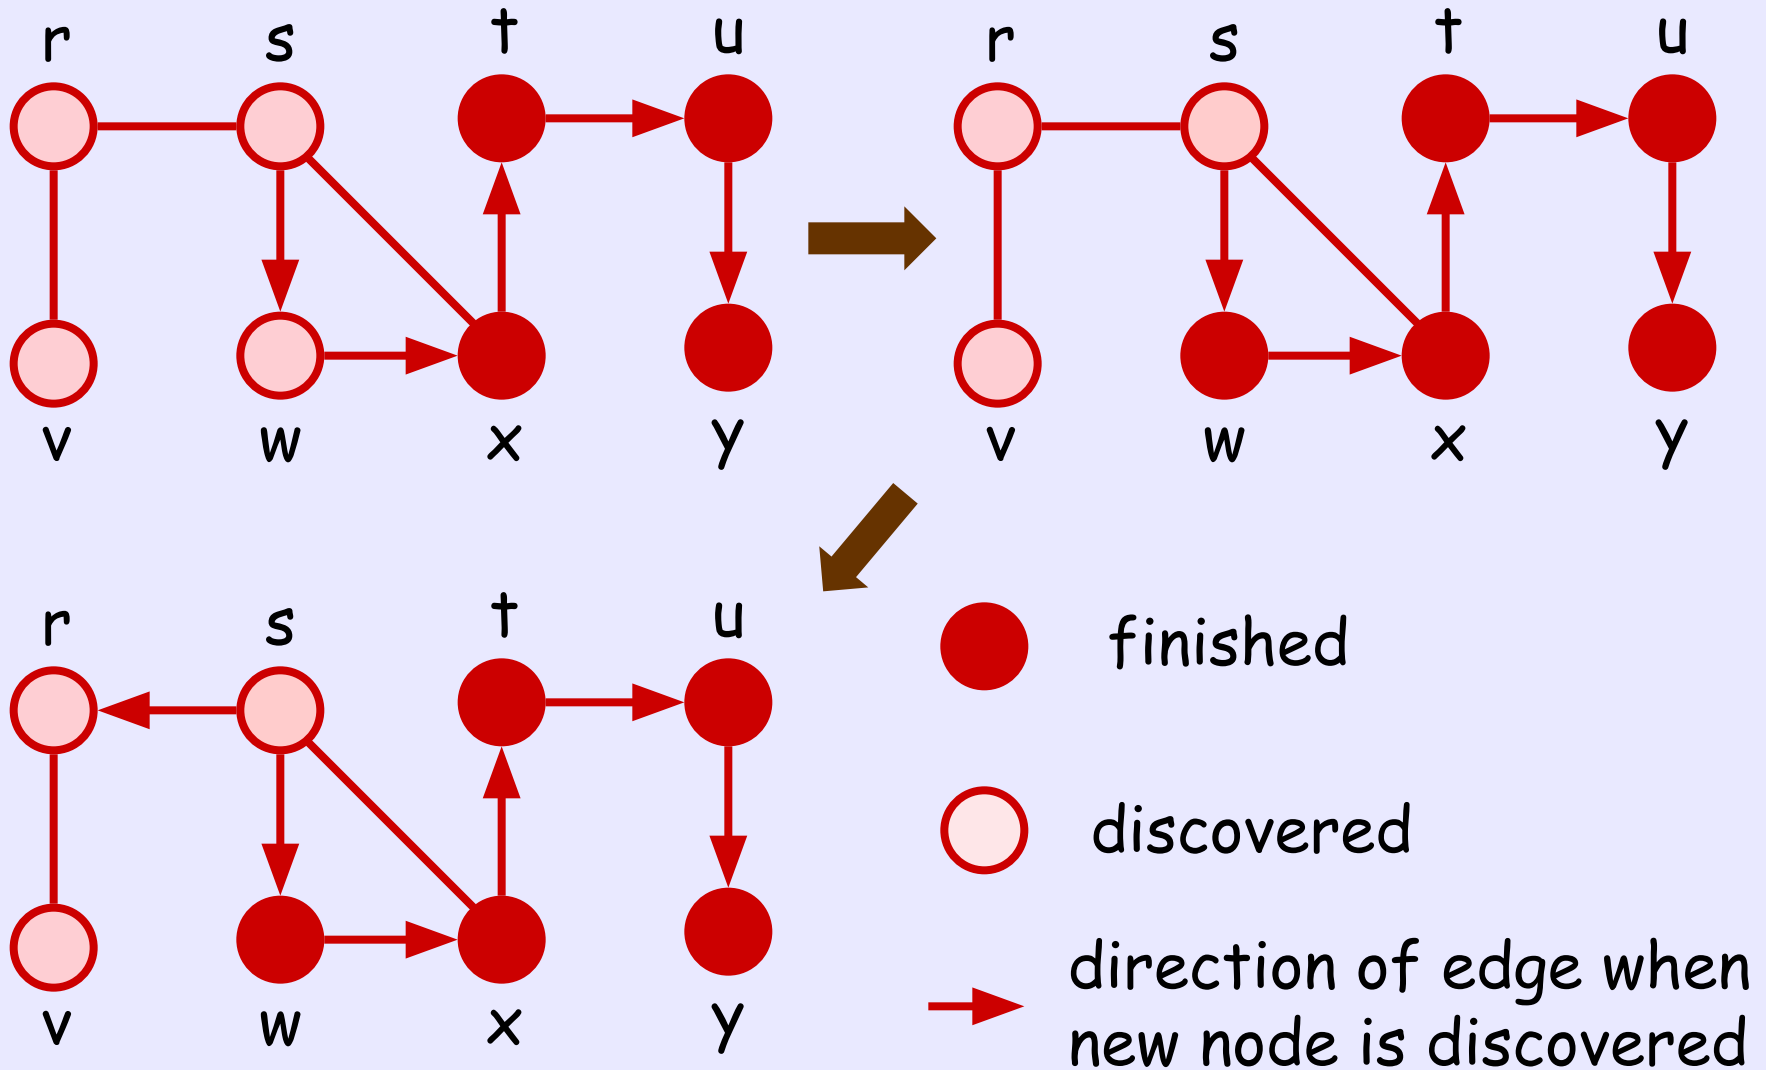 r s t u r s t u
v w x y v w x y
r s t u
finished
discovered
v w x y
direction of edge when
new node is discovered